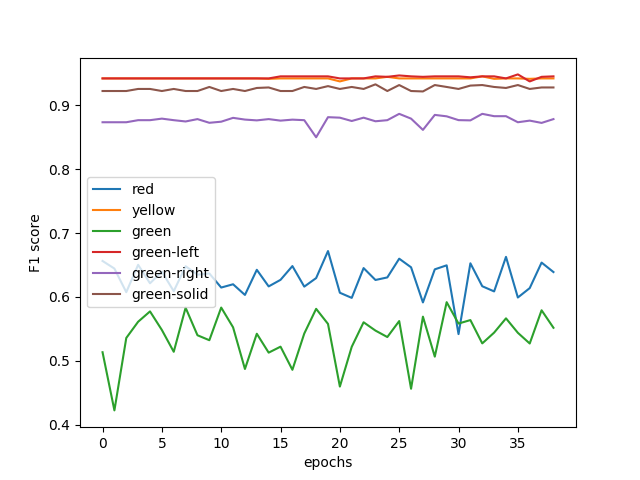 0.9
0.8
0.7
0.6
0.5
0.4
F1 score
red
yellow
green
green-left
green-right
green-solid
0 5 10 15 20 25 30 35
epochs